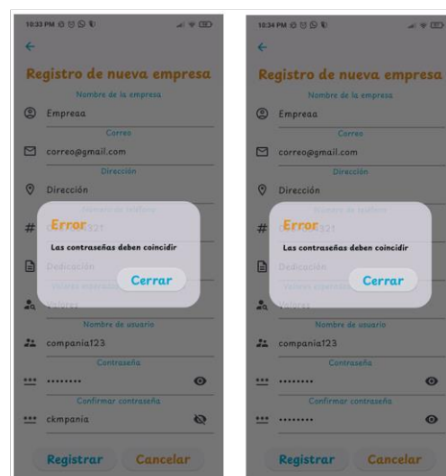 10:33 PM
Registro de nueva empresa
Nombre de la empresa
Empresa
Correo
correo@gmail.com
Dirección
Dirección
#
Error
Las contraseñas deben coincidir
Dedicación
Cerrar
Nombre de usuario
compania123
Contraseña
••••••••
Confirmar contraseña
ckmpania
Registrar Cancelar
10:34 PM
Registro de nueva empresa
Nombre de la empresa
Empresa
Correo
correo@gmail.com
Dirección
Dirección
#
Error
Las contraseñas deben coincidir
Dedicación
Cerrar
Nombre de usuario
compania123
Contraseña
••••••••
Confirmar contraseña
••••••••
Registrar Cancelar